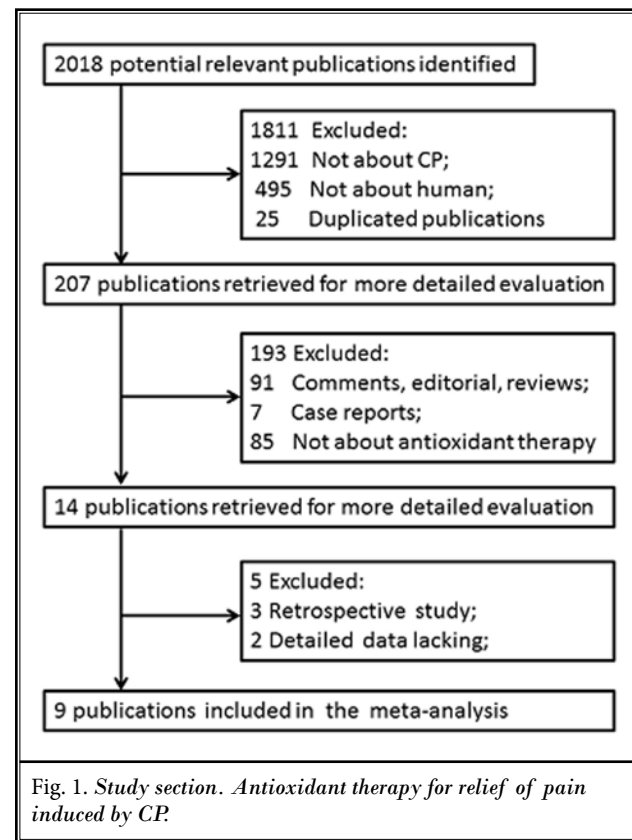 2018 potential relevant publications identified
1811 Excluded:
1291 Not about CP;
495 Not about human;
25 Duplicated publications
207 publications retrieved for more detailed evaluation
193 Excluded:
91 Comments, editorial, reviews;
7 Case reports;
85 Not about antioxidant therapy
14 publications retrieved for more detailed evaluation
5 Excluded:
3 Retrospective study;
2 Detailed data lacking;
9 publications included in the meta-analysis
Fig. 1. Study section. Antioxidant therapy for relief of pain
induced by CP.